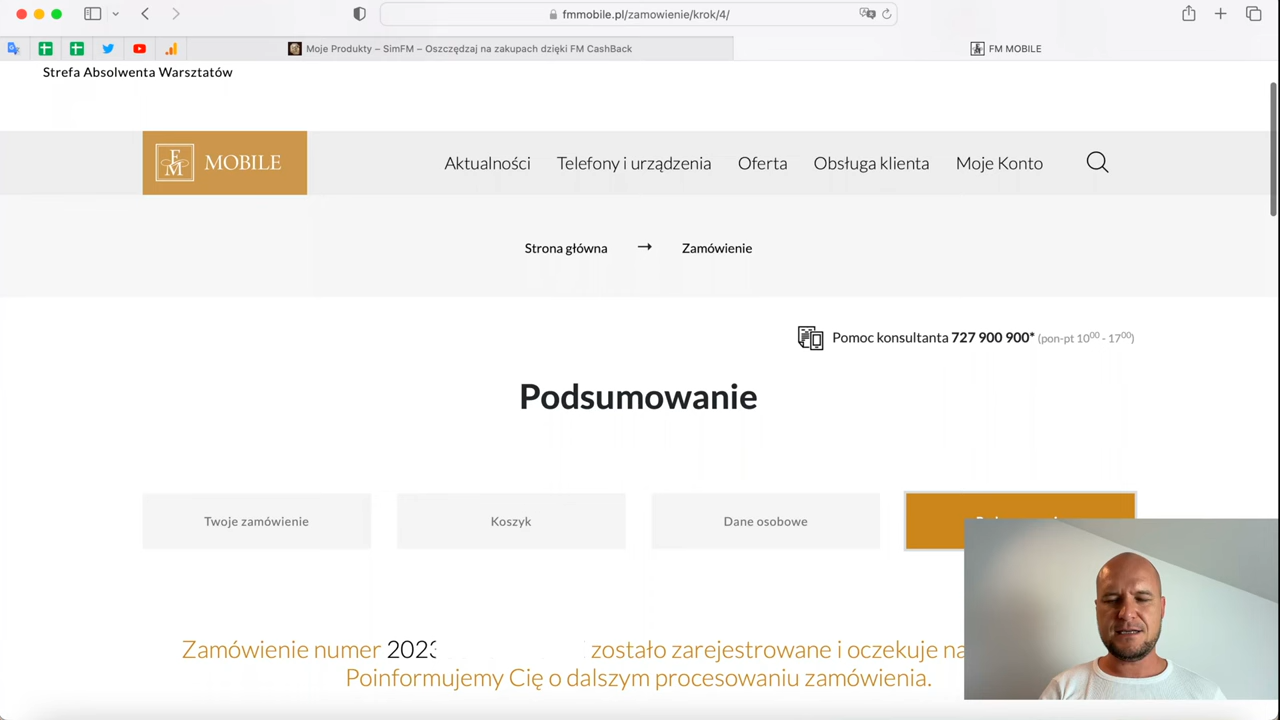 fmmobile.pl/zamowienie/krok/4/
Moje Produkty – SimFM – Oszczędzaj na zakupach dzięki FM CashBack
FM MOBILE
Strefa Absolwenta Warsztatów
FM MOBILE
Aktualności
Telefony i urządzenia
Oferta
Obsługa klienta
Moje Konto
Strona główna → Zamówienie
Pomoc konsultanta 727 900 900* (pon-pt 10⁰⁰ - 17⁰⁰)
Podsumowanie
Twoje zamówienie
Koszyk
Dane osobowe
Zamówienie numer 2023 zostało zarejestrowane i oczekuje na
Poinformujemy Cię o dalszym procesowaniu zamówienia.